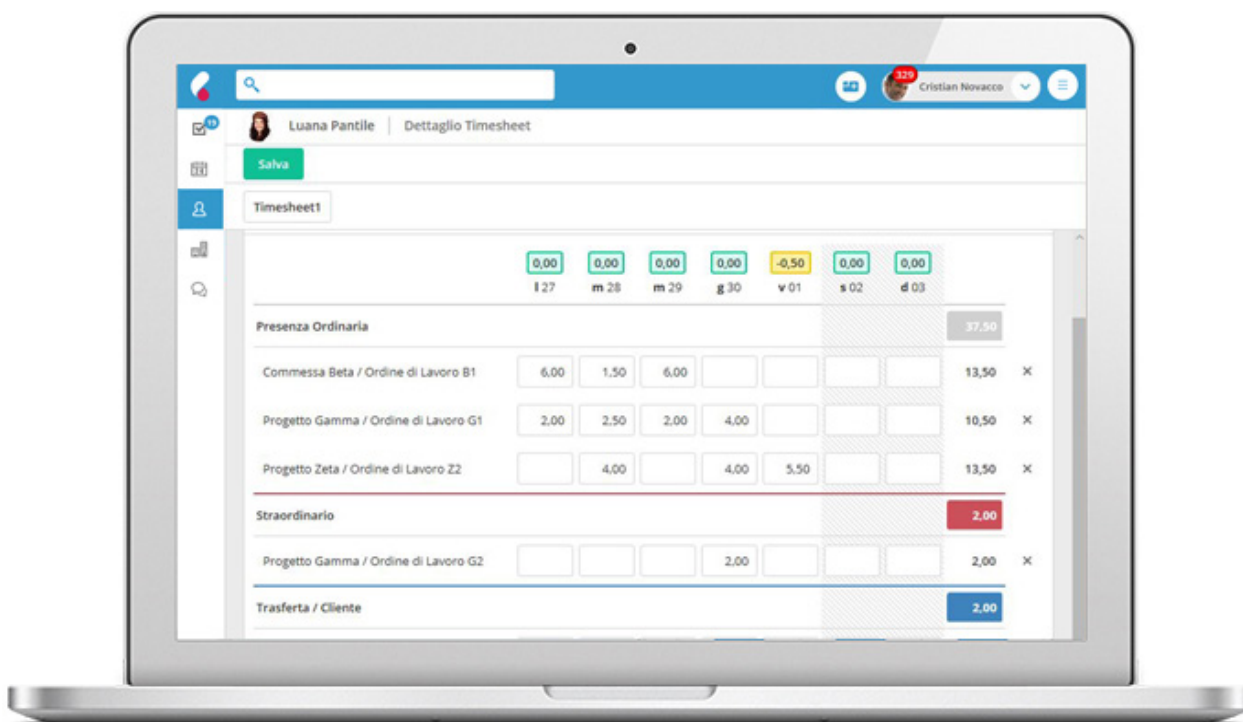 329
Cristian Novacco
19
Luana Pantile | Dettaglio Timesheet
Salva
24
Timesheet1
0,00 0,00 0,00 0,00 -0,50 0,00 0,00
l 27 m 28 m 29 g 30 v 01 s 02 d 03
Presenza Ordinaria 37,50
Commessa Beta / Ordine di Lavoro B1 6,00 1,50 6,00 13,50 ×
Progetto Gamma / Ordine di Lavoro G1 2,00 2,50 2,00 4,00 10,50 ×
Progetto Zeta / Ordine di Lavoro Z2 4,00 4,00 5,50 13,50 ×
Straordinario 2,00
Progetto Gamma / Ordine di Lavoro G2 2,00 2,00 ×
Trasferta / Cliente 2,00